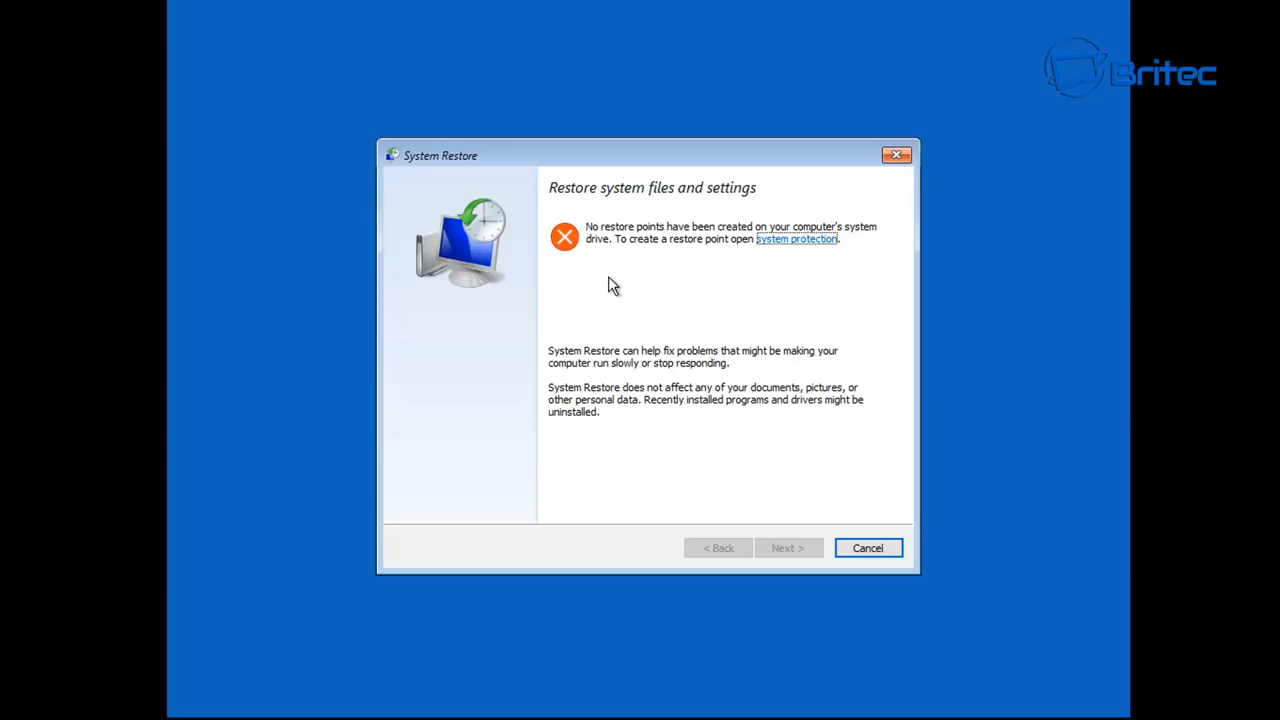 Britec
System Restore
Restore system files and settings
No restore points have been created on your computer's system
drive. To create a restore point open system protection.
System Restore can help fix problems that might be making your
computer run slowly or stop responding.
System Restore does not affect any of your documents, pictures, or
other personal data. Recently installed programs and drivers might be
uninstalled.
< Back
Next >
Cancel